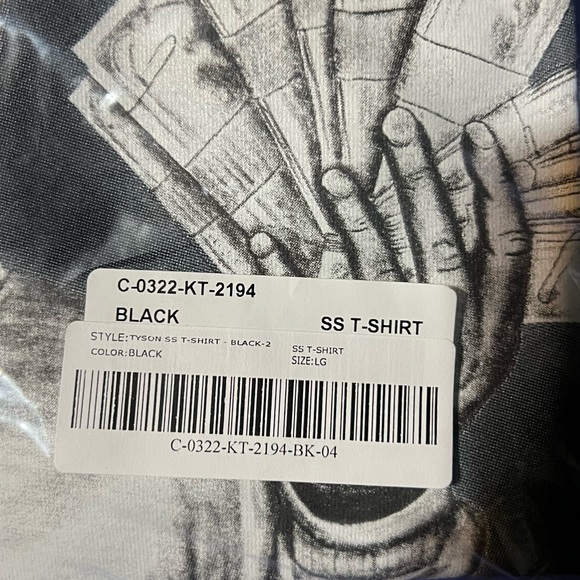 C-0322-KT-2194
BLACK SS T-SHIRT
STYLE:TYSON SS T-SHIRT - BLACK-2 SS T-SHIRT
COLOR:BLACK SIZE:LG
C-0322-KT-2194-BK-04